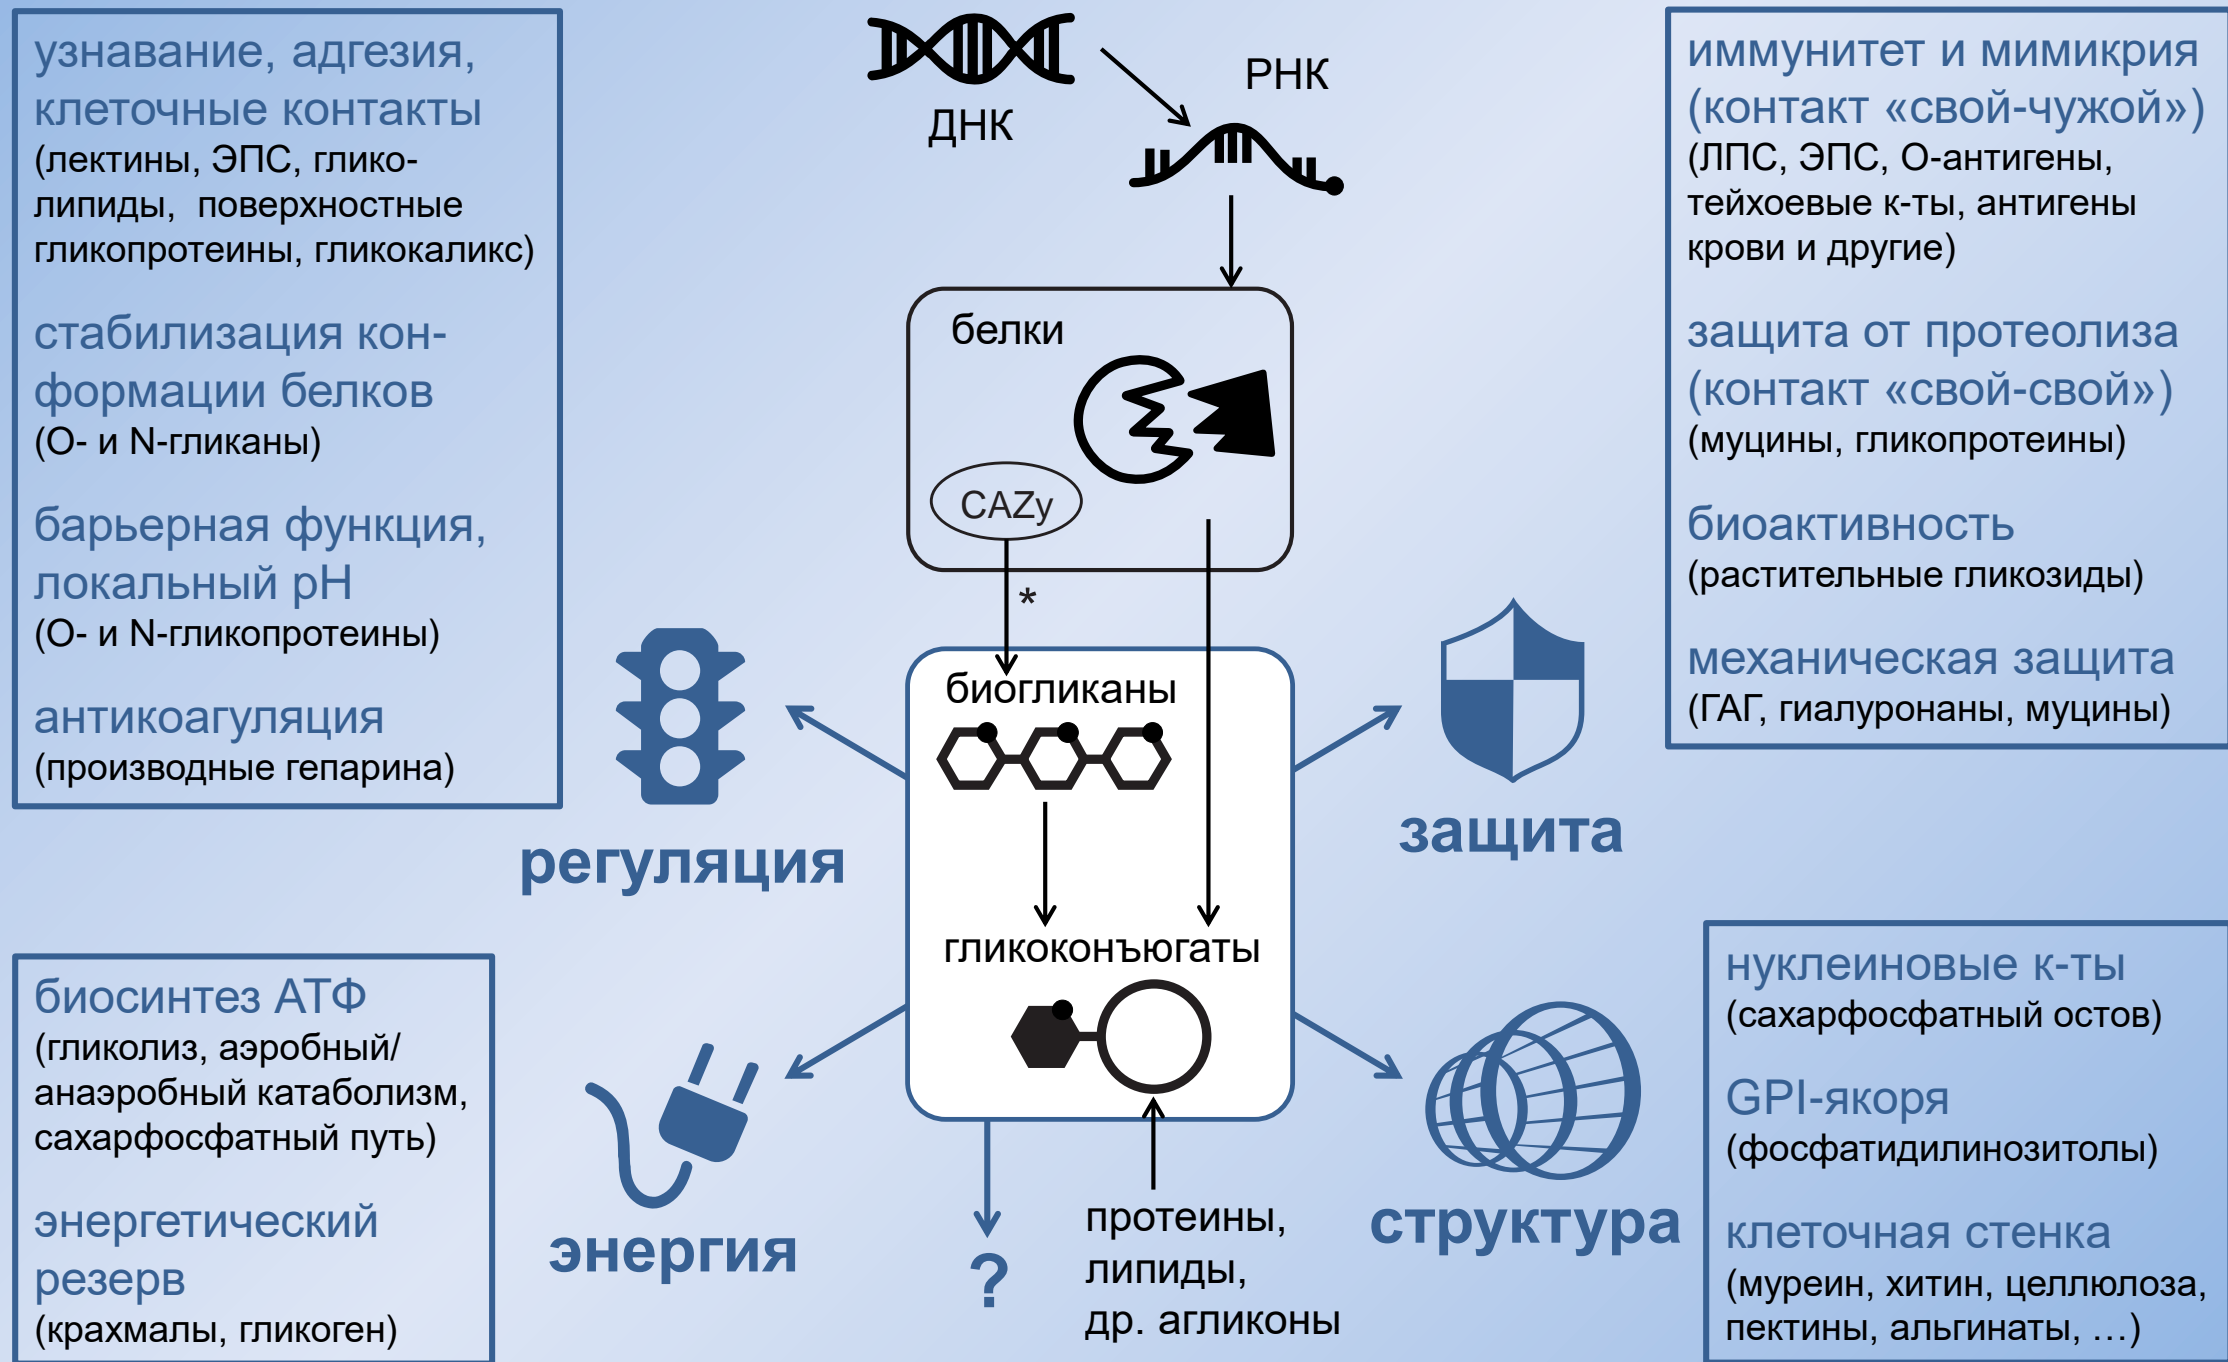 узнавание, адгезия,
клеточные контакты
(лектины, ЭПС, глико-
липиды, поверхностные
гликопротеины, гликокаликс)
стабилизация кон-
формации белков
(О- и N-гликаны)
барьерная функция,
локальный pH
(О- и N-гликопротеины)
антикоагуляция
(производные гепарина)
ДНК
РНК
белки
CAZy
*
биогликаны
гликоконъюгаты
протеины,
липиды,
др. агликоны
?
регуляция
защита
энергия
структура
иммунитет и мимикрия
(контакт «свой-чужой»)
(ЛПС, ЭПС, О-антигены,
тейхоевые к-ты, антигены
крови и другие)
защита от протеолиза
(контакт «свой-свой»)
(муцины, гликопротеины)
биоактивность
(растительные гликозиды)
механическая защита
(ГАГ, гиалуронаны, муцины)
биосинтез АТФ
(гликолиз, аэробный/
анаэробный катаболизм,
сахарфосфатный путь)
энергетический
резерв
(крахмалы, гликоген)
нуклеиновые к-ты
(сахарфосфатный остов)
GPI-якоря
(фосфатидилинозитолы)
клеточная стенка
(муреин, хитин, целлюлоза,
пектины, альгинаты, …)